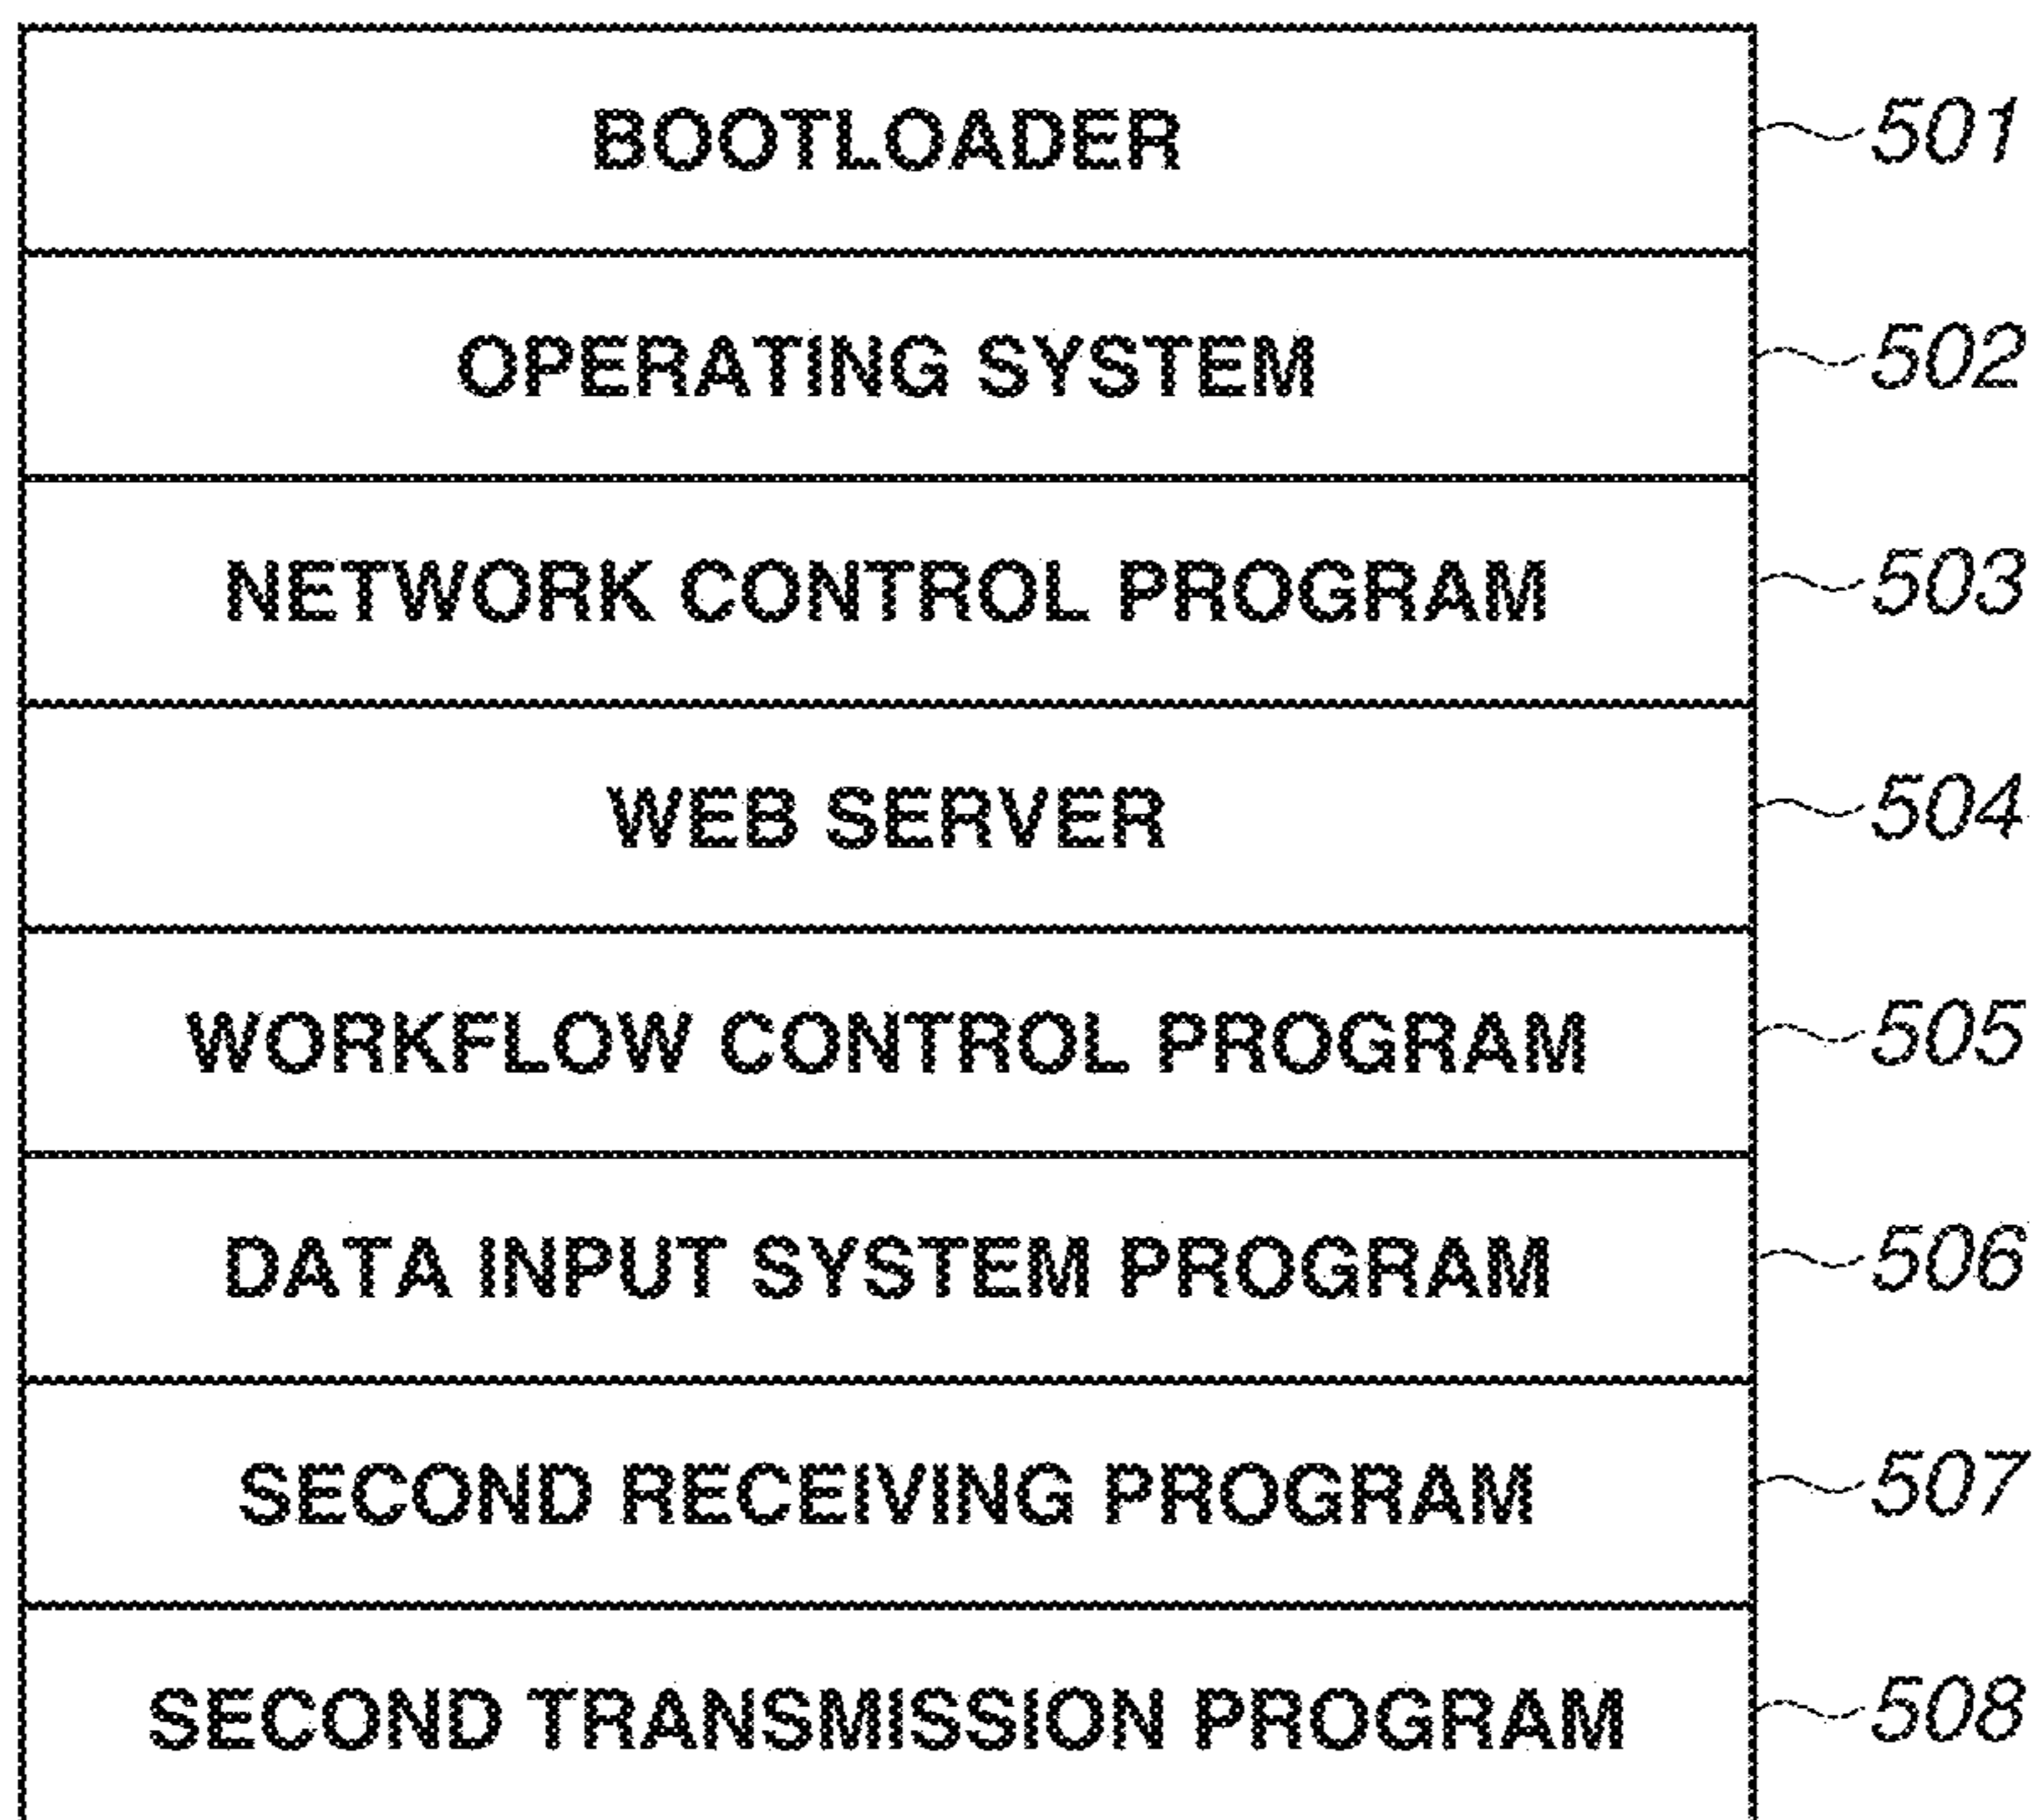 BOOTLOADER 501
OPERATING SYSTEM 502
NETWORK CONTROL PROGRAM 503
WEB SERVER 504
WORKFLOW CONTROL PROGRAM 505
DATA INPUT SYSTEM PROGRAM 506
SECOND RECEIVING PROGRAM 507
SECOND TRANSMISSION PROGRAM 508